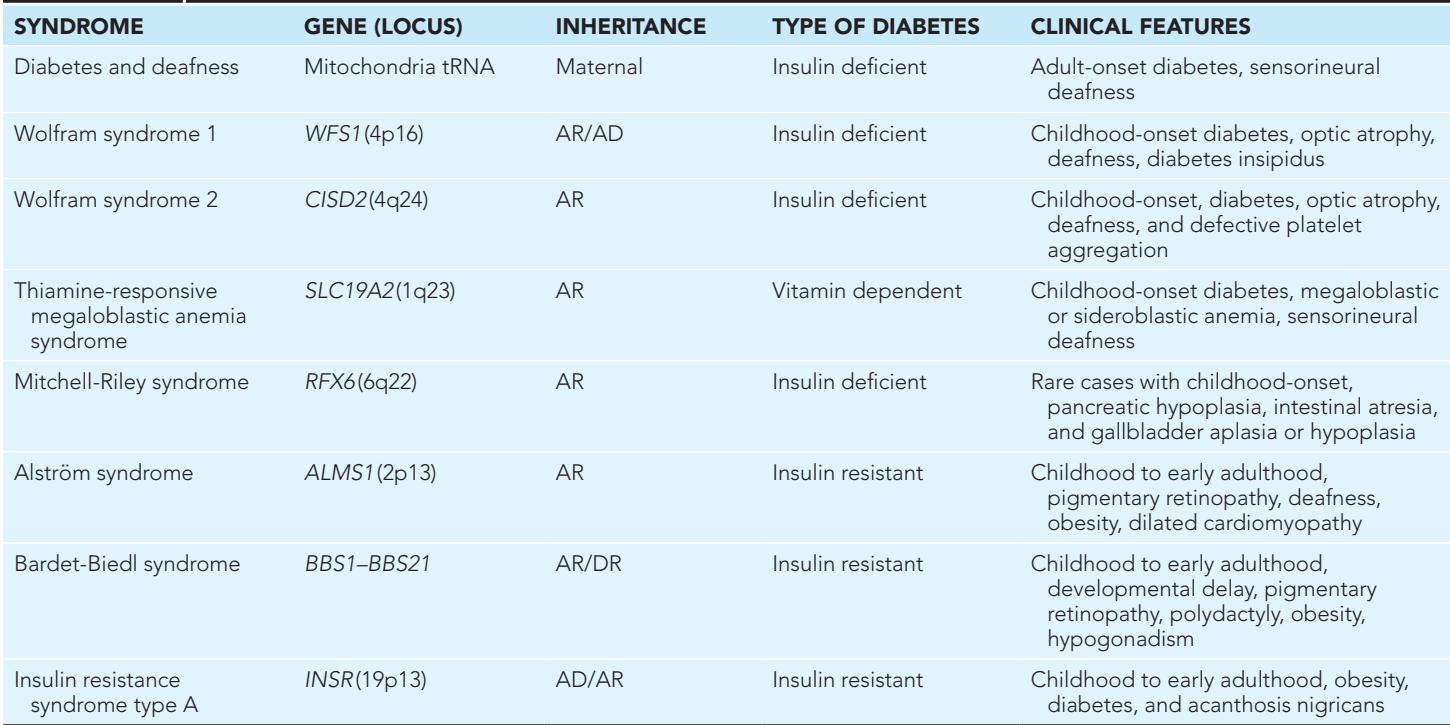 SYNDROME GENE (LOCUS) INHERITANCE TYPE OF DIABETES CLINICAL FEATURES
Diabetes and deafness Mitochondria tRNA Maternal Insulin deficient Adult-onset diabetes, sensorineural
deafness
Wolfram syndrome 1 WFS1(4p16) AR/AD Insulin deficient Childhood-onset diabetes, optic atrophy,
deafness, diabetes insipidus
Wolfram syndrome 2 CISD2(4q24) AR Insulin deficient Childhood-onset, diabetes, optic atrophy,
deafness, and defective platelet
aggregation
Thiamine-responsive SLC19A2(1q23) AR Vitamin dependent Childhood-onset diabetes, megaloblastic
megaloblastic anemia or sideroblastic anemia, sensorineural
syndrome deafness
Mitchell-Riley syndrome RFX6(6q22) AR Insulin deficient Rare cases with childhood-onset,
pancreatic hypoplasia, intestinal atresia,
and gallbladder aplasia or hypoplasia
Alström syndrome ALMS1(2p13) AR Insulin resistant Childhood to early adulthood,
pigmentary retinopathy, deafness,
obesity, dilated cardiomyopathy
Bardet-Biedl syndrome BBS1–BBS21 AR/DR Insulin resistant Childhood to early adulthood,
developmental delay, pigmentary
retinopathy, polydactyly, obesity,
hypogonadism
Insulin resistance INSR(19p13) AD/AR Insulin resistant Childhood to early adulthood, obesity,
syndrome type A diabetes, and acanthosis nigricans